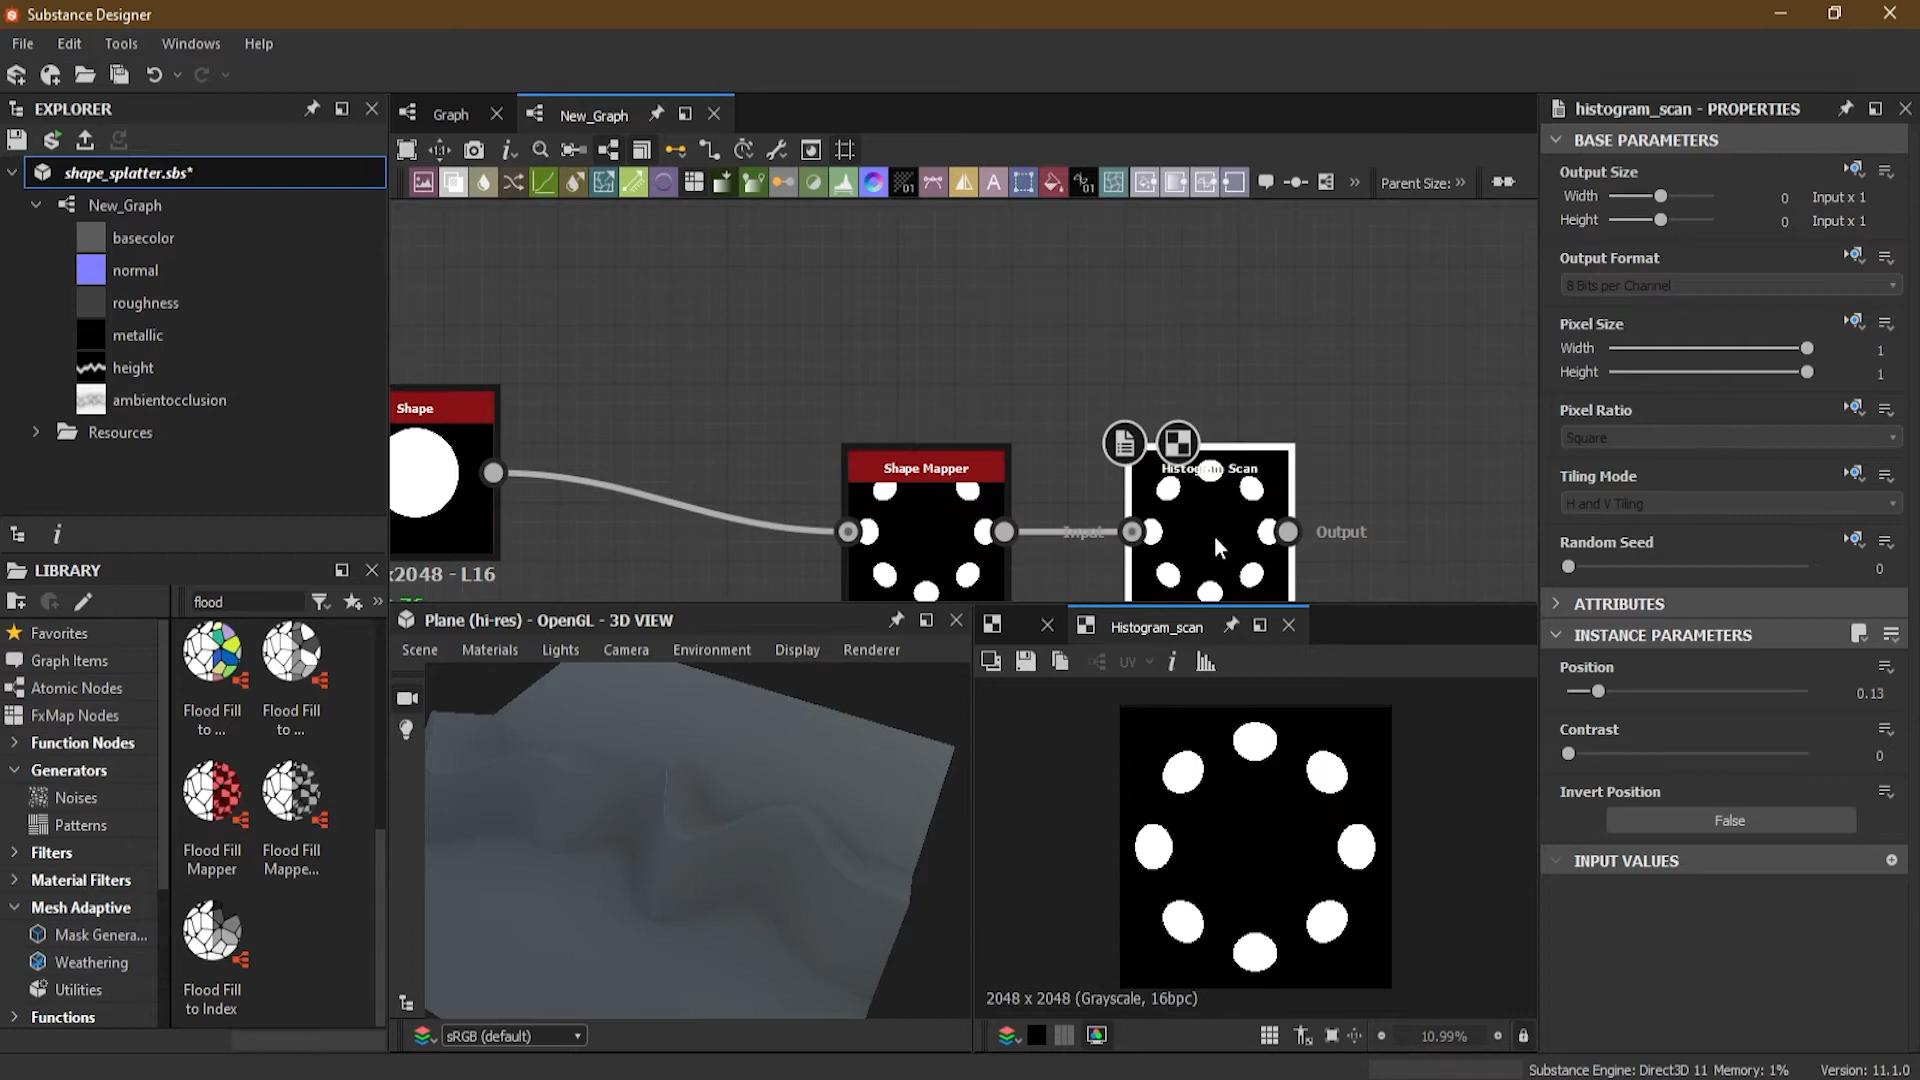 Substance Designer
File Edit Tools Windows Help
EXPLORER
shape_splatter.sbs*
New_Graph
basecolor
normal
roughness
metallic
height
ambientocclusion
Resources
LIBRARY
flood
Favorites
Graph Items
Atomic Nodes
FxMap Nodes
Function Nodes
Generators
Noises
Patterns
Filters
Material Filters
Mesh Adaptive
Mask Genera...
Weathering
Utilities
Functions
Flood Fill
to ...
Flood Fill
to ...
Flood Fill
Mapper
Flood Fill
Mappe...
Flood Fill
to Index
Graph
New_Graph
Parent Size:
Shape
x2048 - L16
Shape Mapper
Histogram Scan
Input
Output
Plane (hi-res) - OpenGL - 3D VIEW
Scene Materials Lights Camera Environment Display Renderer
sRGB (default)
Histogram_scan
UV
2048 x 2048 (Grayscale, 16bpc)
10.99%
histogram_scan - PROPERTIES
BASE PARAMETERS
Output Size
Width 0 Input x 1
Height 0 Input x 1
Output Format
8 Bits per Channel
Pixel Size
Width 1
Height 1
Pixel Ratio
Square
Tiling Mode
H and V Tiling
Random Seed
0
ATTRIBUTES
INSTANCE PARAMETERS
Position
0.13
Contrast
0
Invert Position
False
INPUT VALUES
Substance Engine: Direct3D 11 Memory: 1% Version: 11.1.0